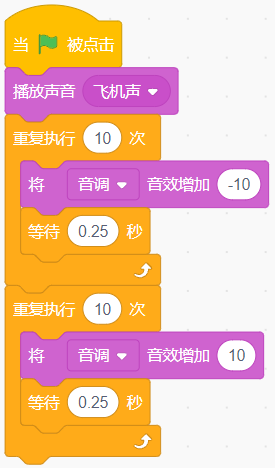 当 被点击
播放声音 飞机声
重复执行 10 次
将 音调 音效增加 -10
等待 0.25 秒
重复执行 10 次
将 音调 音效增加 10
等待 0.25 秒